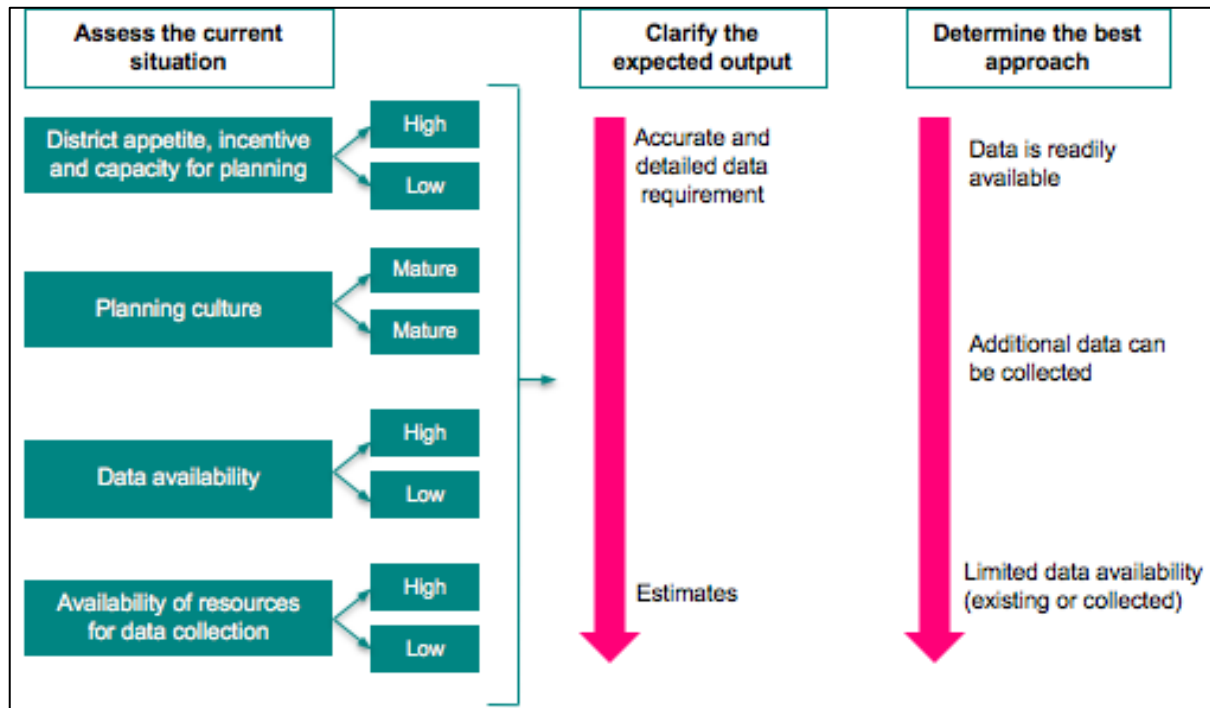 Assess the current
situation
District appetite, incentive
and capacity for planning
High
Low
Planning culture
Mature
Mature
Data availability
High
Low
Availability of resources
for data collection
High
Low
Clarify the
expected output
Accurate and
detailed data
requirement
Estimates
Determine the best
approach
Data is readily
available
Additional data can
be collected
Limited data availability
(existing or collected)